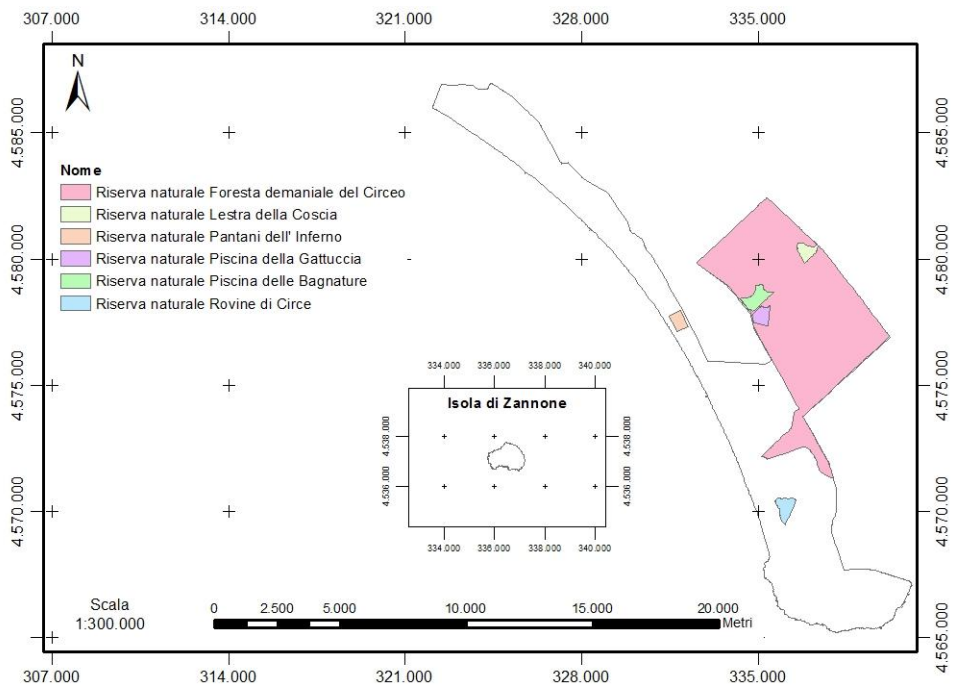 307.000 314.000 321.000 328.000 335.000
4.585.000 4.585.000
4.580.000 4.580.000
4.575.000 4.575.000
4.570.000 4.570.000
4.565.000 4.565.000
N
Nome
Riserva naturale Foresta demaniale del Circeo
Riserva naturale Lestra della Coscia
Riserva naturale Pantani dell' Inferno
Riserva naturale Piscina della Gattuccia
Riserva naturale Piscina delle Bagnature
Riserva naturale Rovine di Circe
334.000 336.000 338.000 340.000
Isola di Zannone
4.538.000 4.538.000
4.536.000 4.536.000
334.000 336.000 338.000 340.000
Scala
1:300.000
0 2.500 5.000 10.000 15.000 20.000
Metri
307.000 314.000 321.000 328.000 335.000